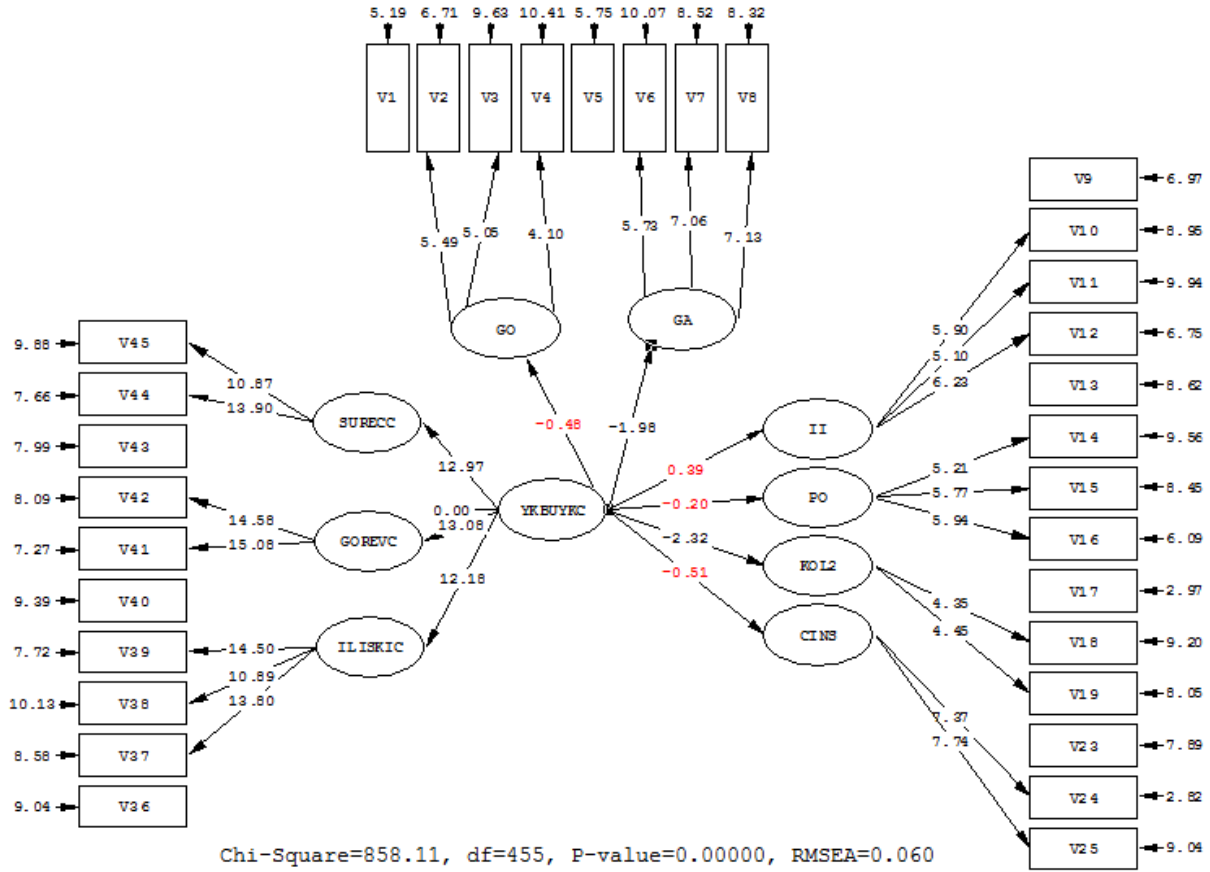 5.19 6.71 9.63 10.41 5.75 10.07 8.52 8.32
V1 V2 V3 V4 V5 V6 V7 V8
5.49 5.05 4.10 5.73 7.06 7.13
GO GA
V9 6.97
V10 8.95
V11 9.94
V12 6.75
V13 8.62
V14 9.56
V15 8.45
V16 6.09
V17 2.97
V18 9.20
V19 8.05
V23 7.89
V24 2.82
V25 9.04
5.90
5.10
6.23
II
5.21
5.77
5.94
PO
KOL2
4.35
4.45
CINS
7.37
7.74
-0.48
-1.98
0.39
-0.20
-2.32
-0.51
YKBUYKC
12.97
0.00
13.08
12.18
9.88 V45
7.66 V44
7.99 V43
8.09 V42
7.27 V41
9.39 V40
7.72 V39
10.13 V38
8.58 V37
9.04 V36
10.87
13.90
SURECC
14.58
15.08
GOREVC
14.50
10.89
13.80
ILISKIC
Chi-Square=858.11, df=455, P-value=0.00000, RMSEA=0.060